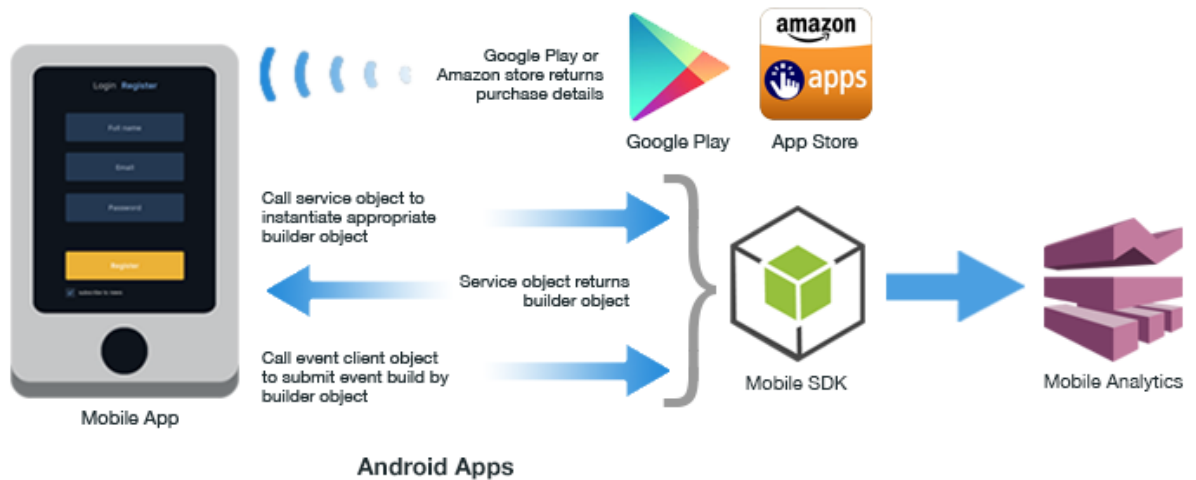 Login Register
Full name
Email
Password
Register
subscribe to news
Mobile App
Google Play or
Amazon store returns
purchase details
Google Play
amazon
apps
App Store
Call service object to
instantiate appropriate
builder object
Service object returns
builder object
Call event client object
to submit event build by
builder object
Mobile SDK
Mobile Analytics
Android Apps